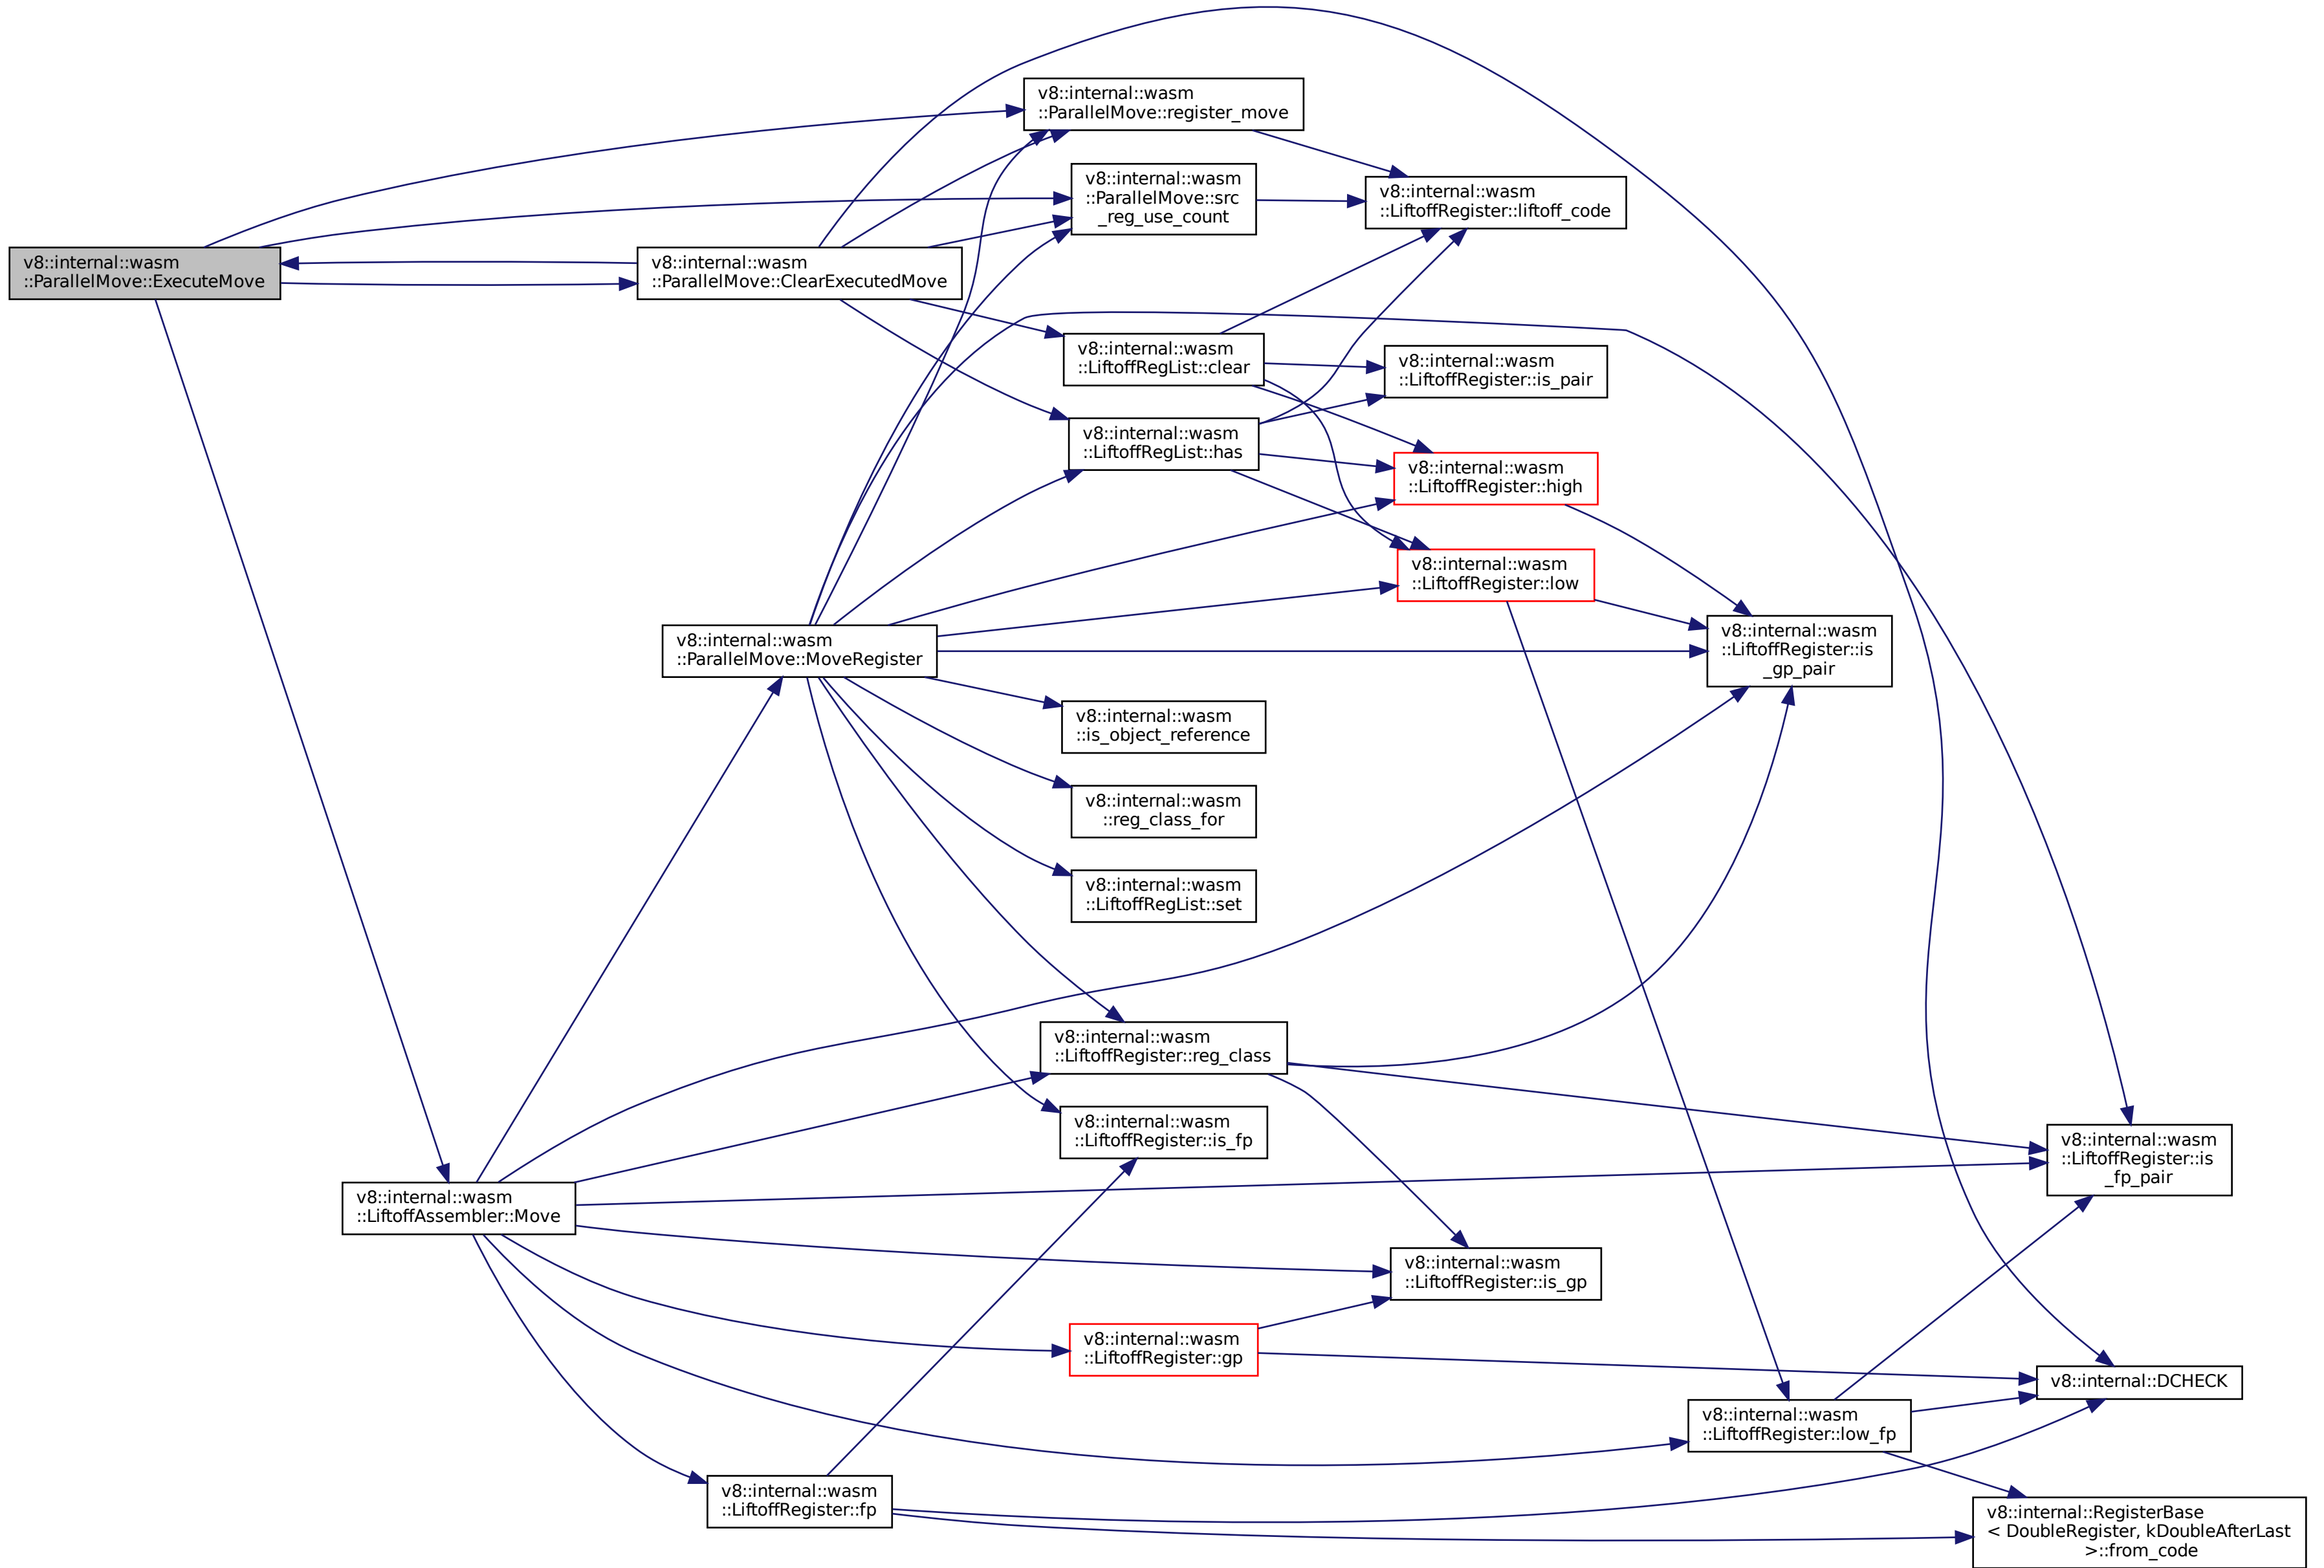 v8::internal::wasm
::ParallelMove::register_move
v8::internal::wasm
::ParallelMove::src
_reg_use_count
v8::internal::wasm
::LiftoffRegister::liftoff_code
v8::internal::wasm
::ParallelMove::ExecuteMove
v8::internal::wasm
::ParallelMove::ClearExecutedMove
v8::internal::wasm
::LiftoffRegList::clear
v8::internal::wasm
::LiftoffRegister::is_pair
v8::internal::wasm
::LiftoffRegList::has
v8::internal::wasm
::LiftoffRegister::high
v8::internal::wasm
::LiftoffRegister::low
v8::internal::wasm
::ParallelMove::MoveRegister
v8::internal::wasm
::LiftoffRegister::is
_gp_pair
v8::internal::wasm
::is_object_reference
v8::internal::wasm
::reg_class_for
v8::internal::wasm
::LiftoffRegList::set
v8::internal::wasm
::LiftoffRegister::reg_class
v8::internal::wasm
::LiftoffRegister::is_fp
v8::internal::wasm
::LiftoffRegister::is
_fp_pair
v8::internal::wasm
::LiftoffAssembler::Move
v8::internal::wasm
::LiftoffRegister::is_gp
v8::internal::wasm
::LiftoffRegister::gp
v8::internal::DCHECK
v8::internal::wasm
::LiftoffRegister::low_fp
v8::internal::wasm
::LiftoffRegister::fp
v8::internal::RegisterBase
< DoubleRegister, kDoubleAfterLast
>::from_code